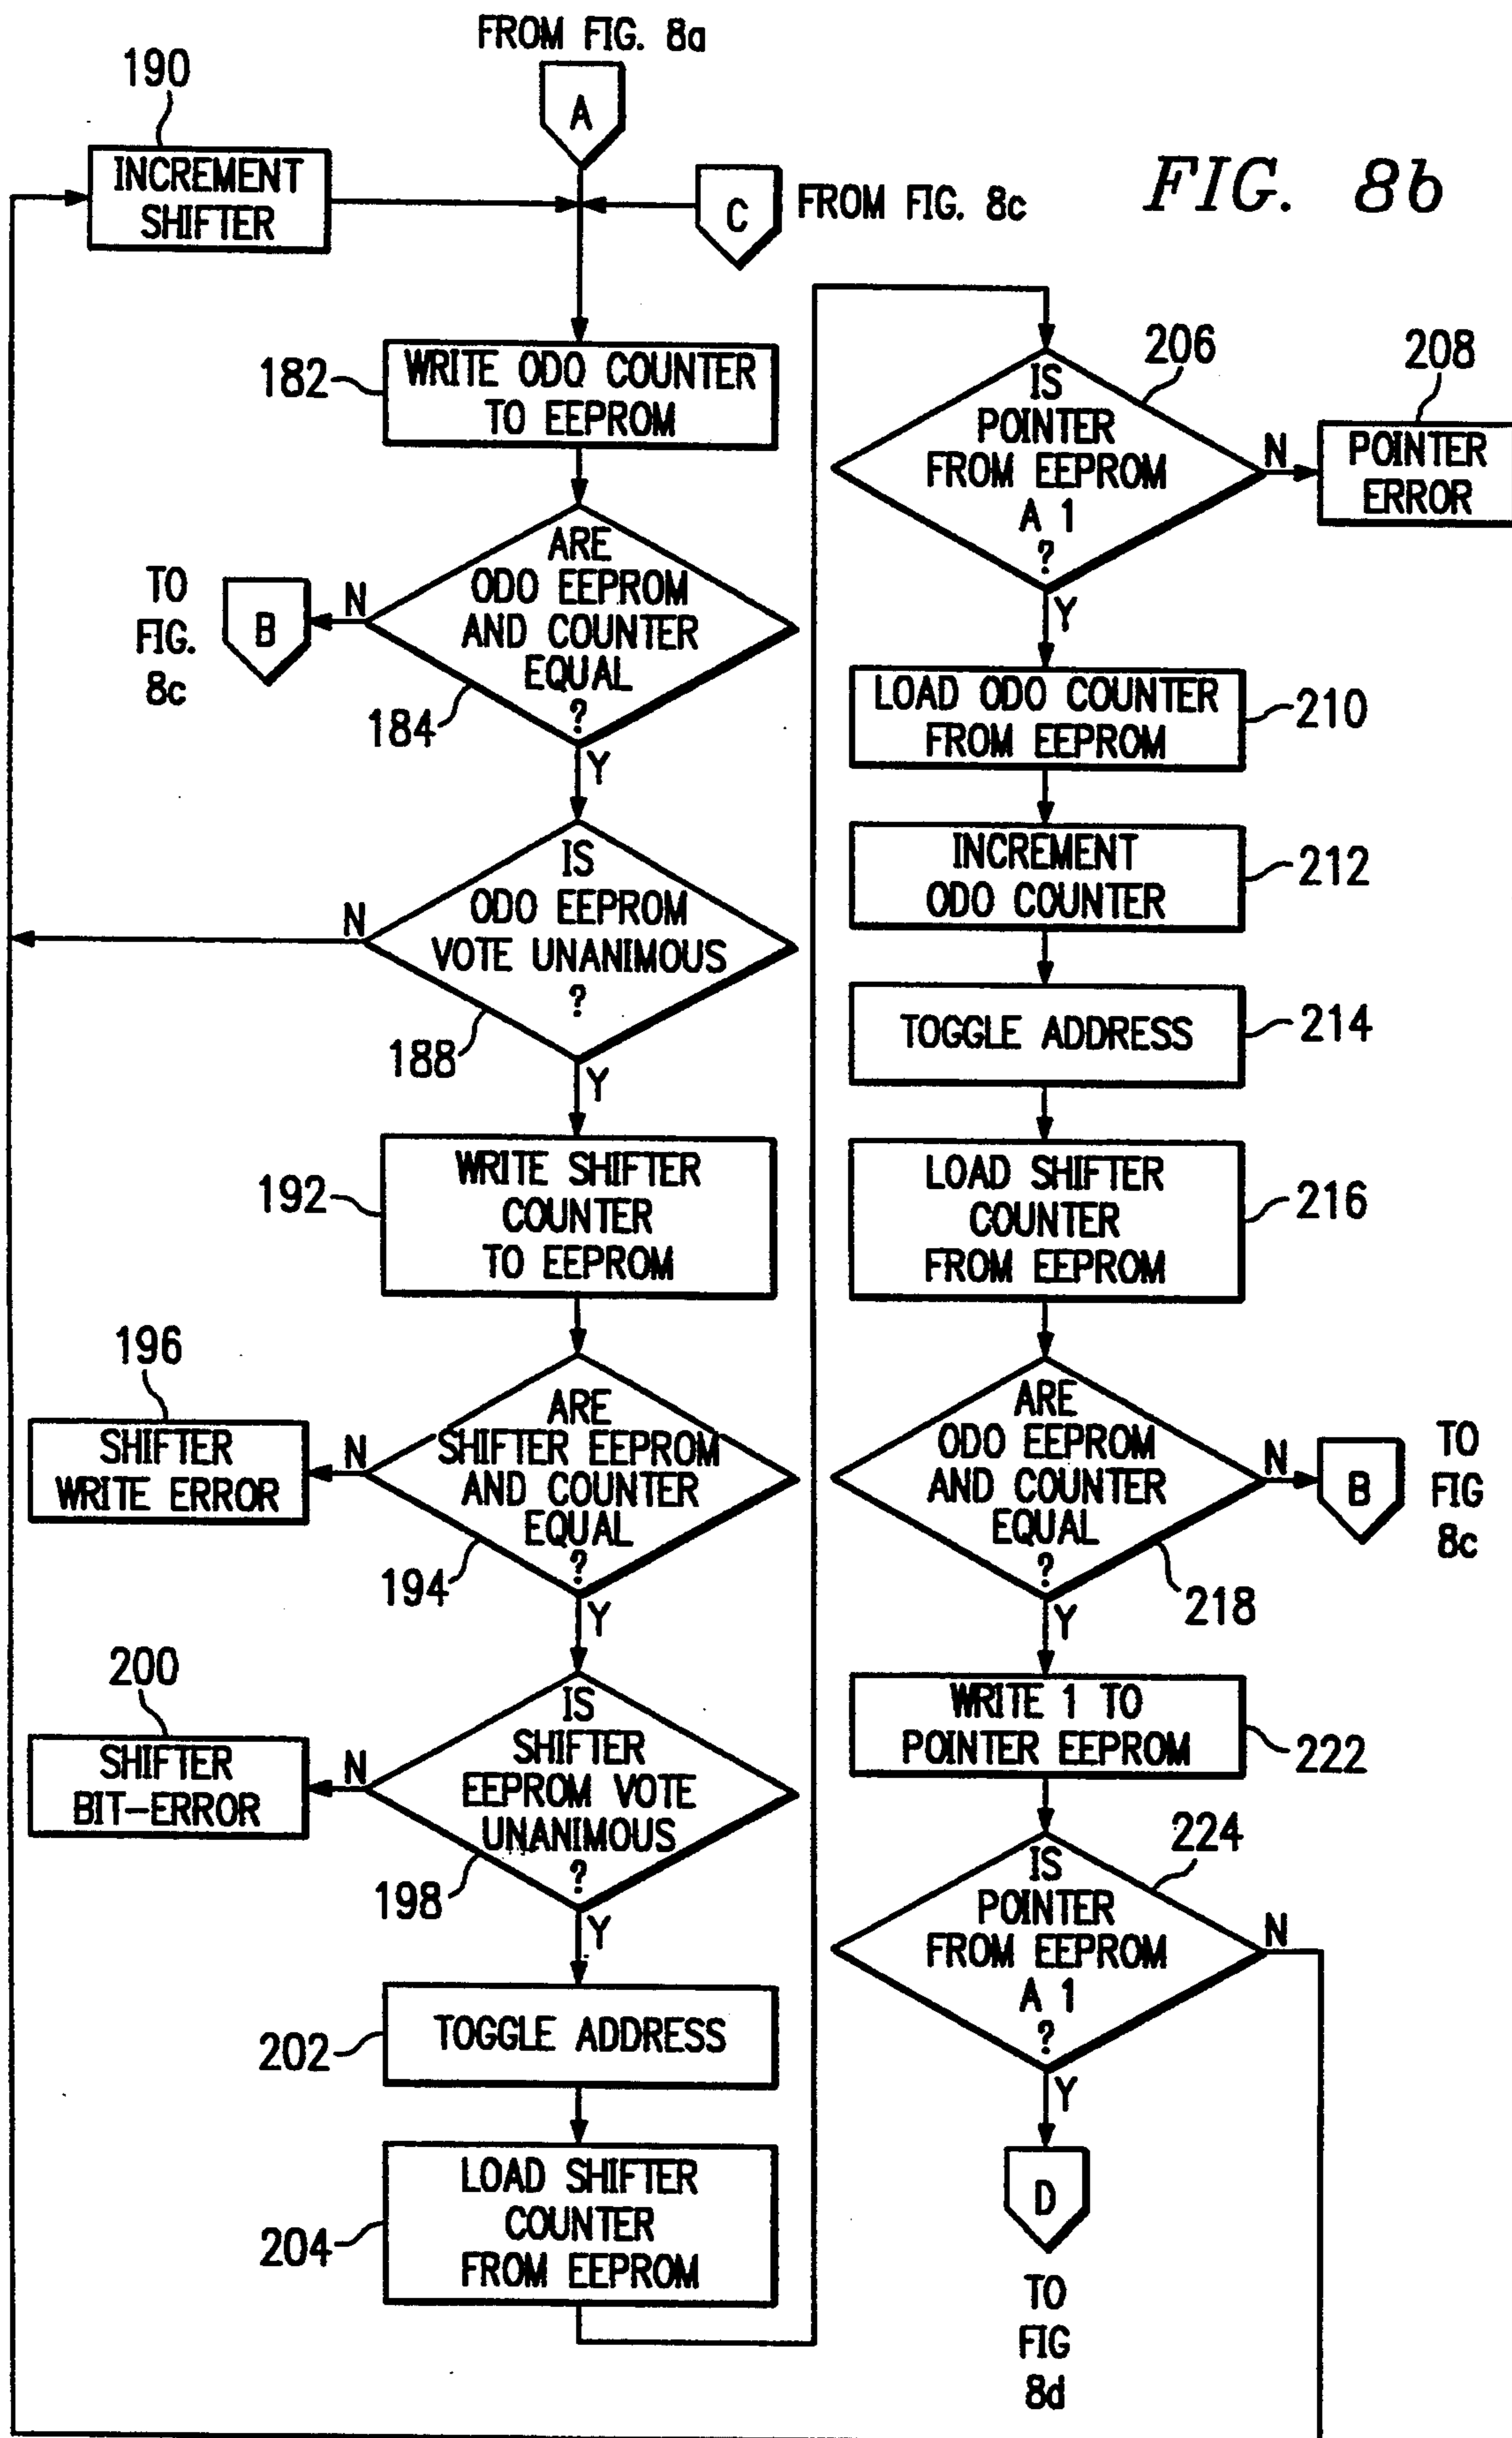 FROM FIG. 8a
A
190
INCREMENT
SHIFTER
C
FROM FIG. 8c
FIG. 8b
182
WRITE ODO COUNTER
TO EEPROM
ARE
ODO EEPROM
AND COUNTER
EQUAL
?
184
N
Y
B
TO
FIG.
8c
IS
ODO EEPROM
VOTE UNANIMOUS
?
188
N
Y
192
WRITE SHIFTER
COUNTER
TO EEPROM
ARE
SHIFTER EEPROM
AND COUNTER
EQUAL
?
194
N
Y
196
SHIFTER
WRITE ERROR
IS
SHIFTER
EEPROM VOTE
UNANIMOUS
?
198
N
Y
200
SHIFTER
BIT-ERROR
202
TOGGLE ADDRESS
204
LOAD SHIFTER
COUNTER
FROM EEPROM
IS
POINTER
FROM EEPROM
A 1
?
206
N
Y
208
POINTER
ERROR
LOAD ODO COUNTER
FROM EEPROM
210
INCREMENT
ODO COUNTER
212
TOGGLE ADDRESS
214
LOAD SHIFTER
COUNTER
FROM EEPROM
216
ARE
ODO EEPROM
AND COUNTER
EQUAL
?
218
N
Y
B
TO
FIG
8c
WRITE 1 TO
POINTER EEPROM
222
IS
POINTER
FROM EEPROM
A 1
?
224
N
Y
D
TO
FIG
8d